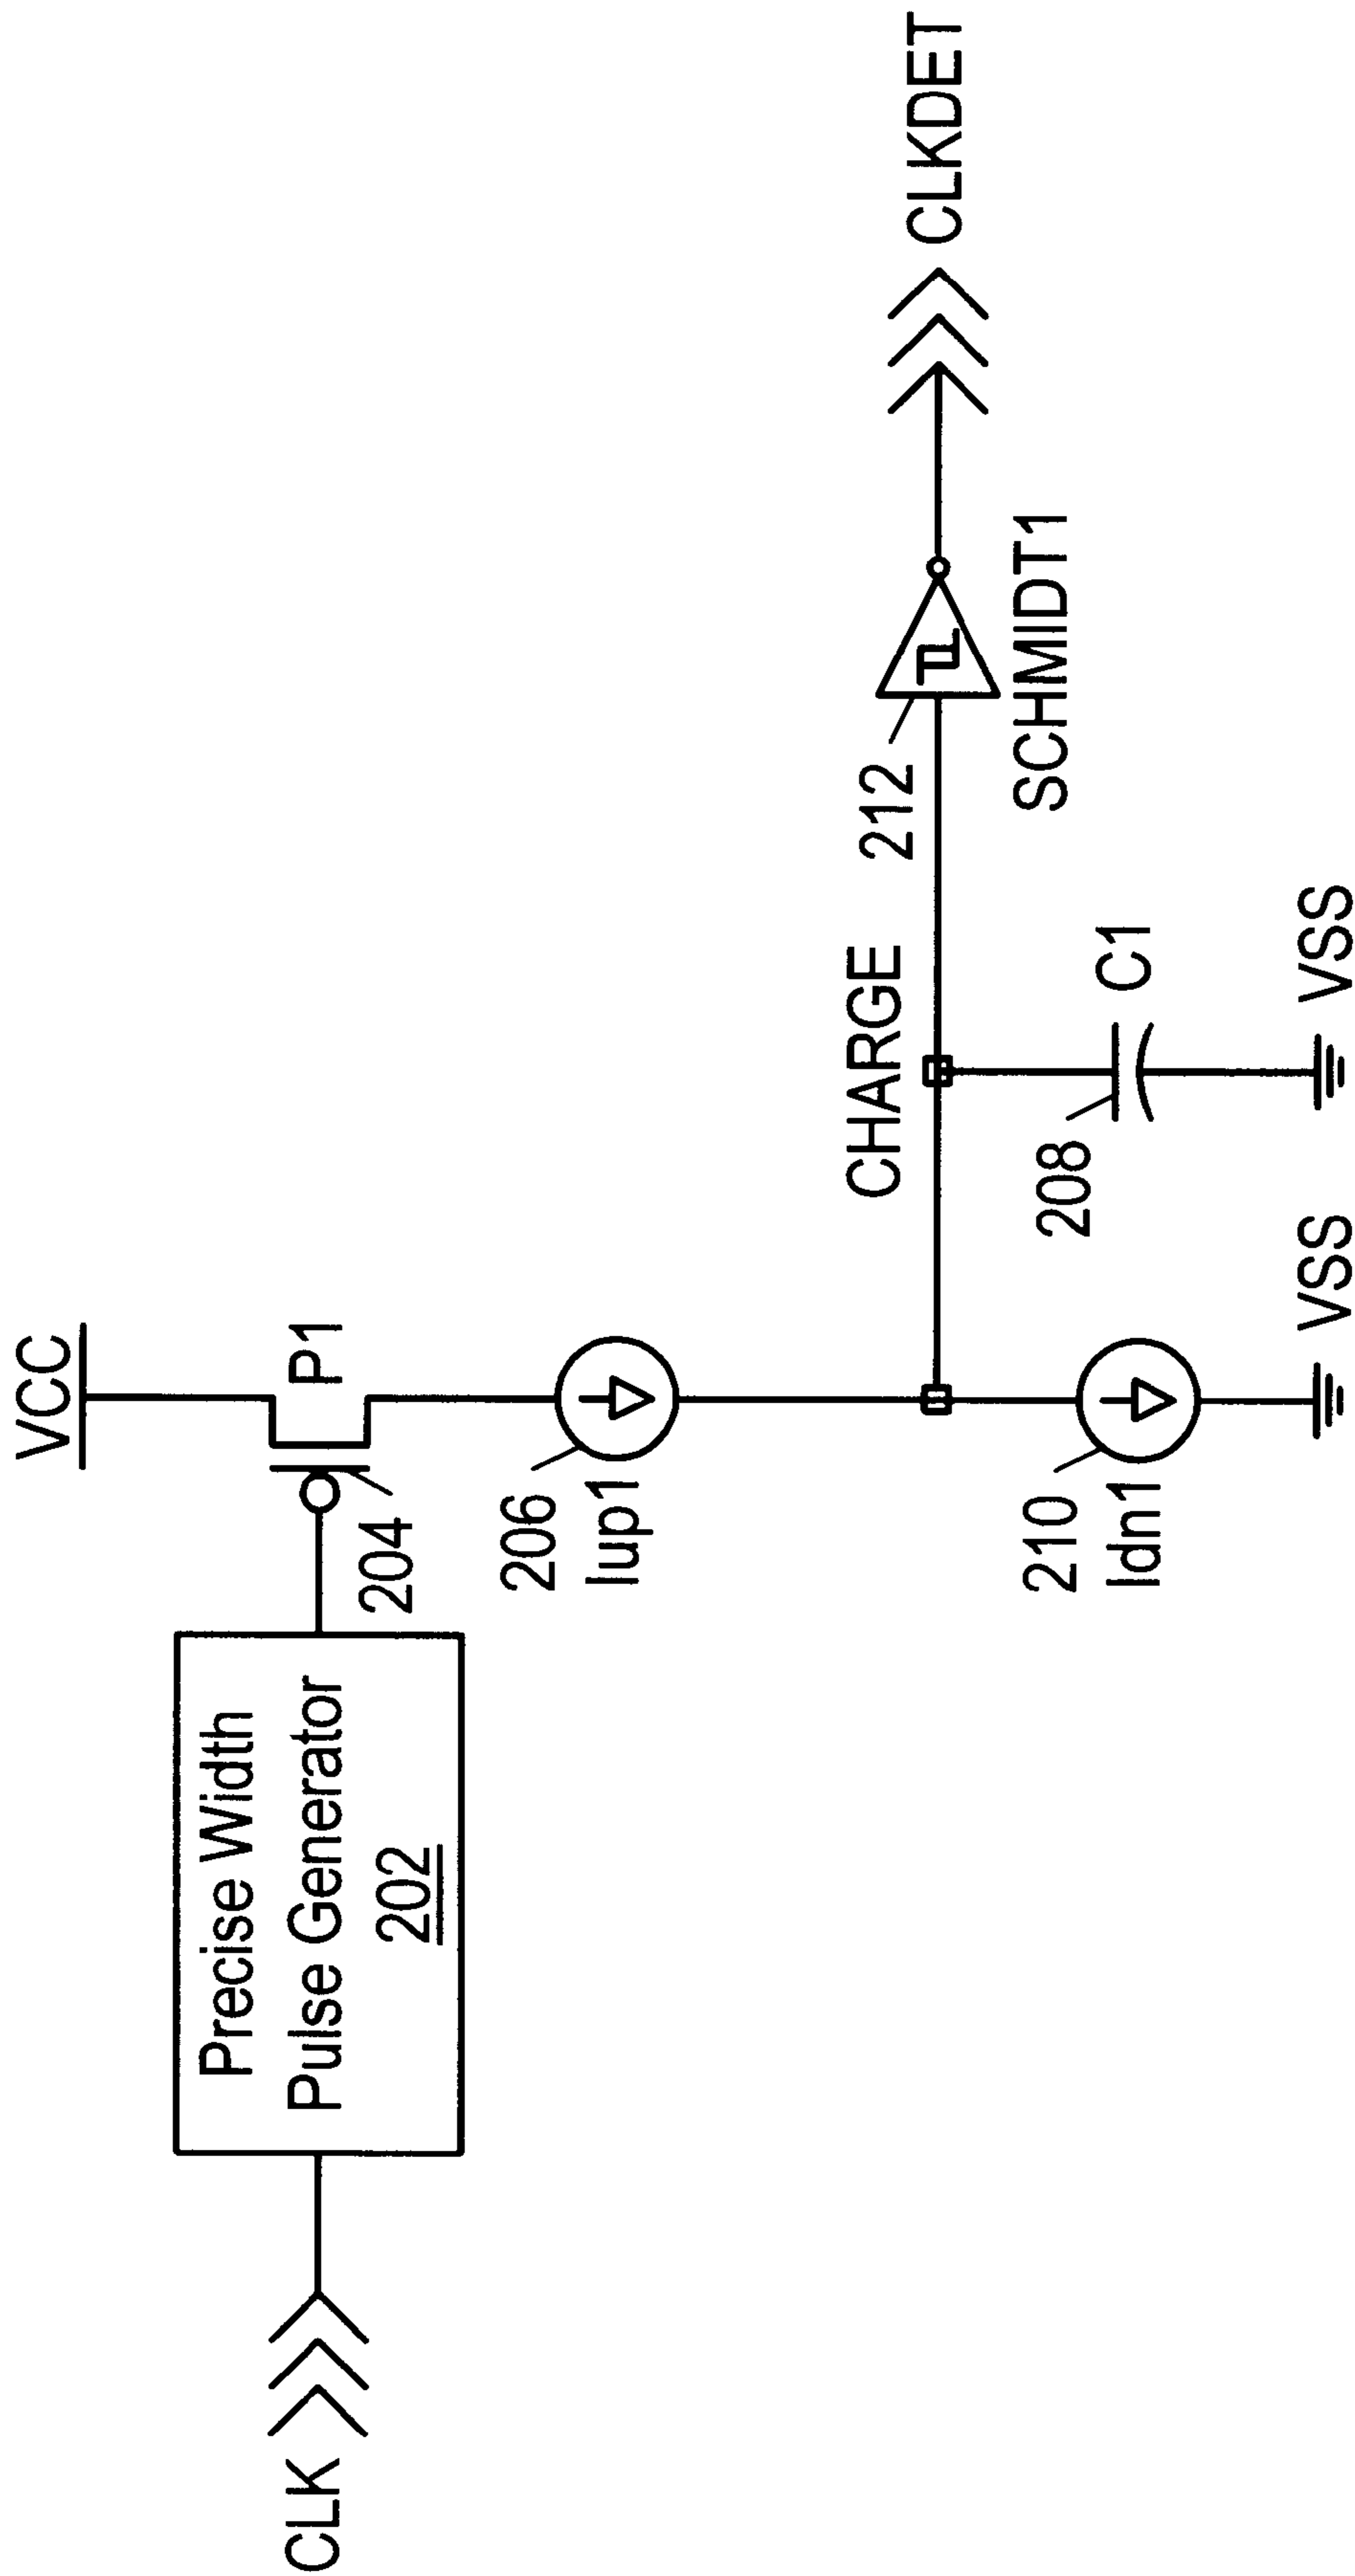 VCC
P1
CLK
Precise Width
Pulse Generator
202
204
206
Iup1
CHARGE
212
SCHMIDT1
CLKDET
208
C1
210
Idn1
VSS
VSS